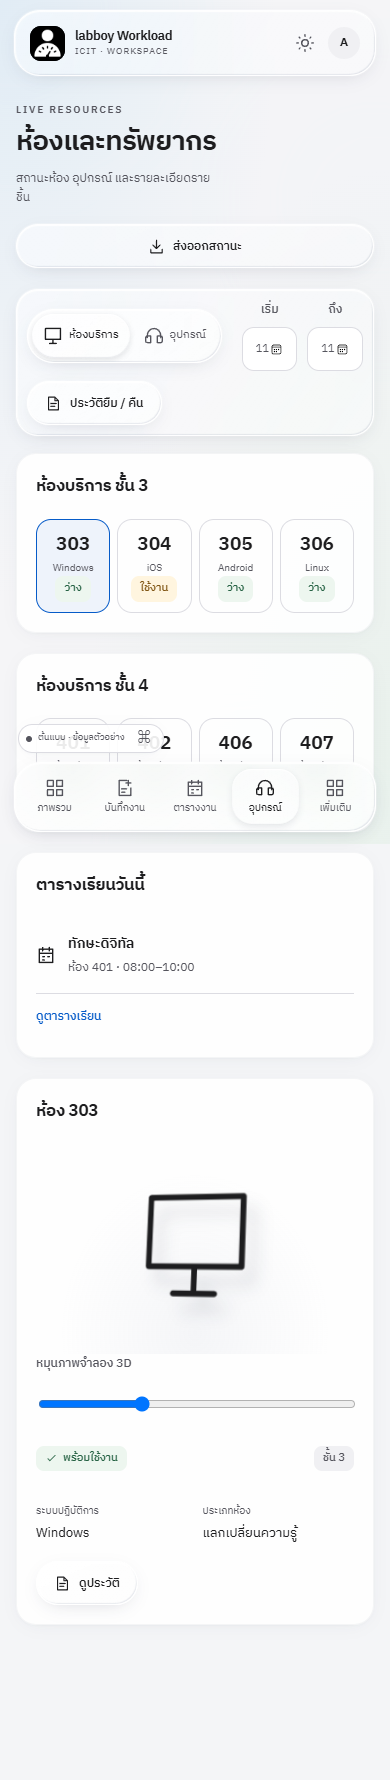 labboy Workload
ICIT · WORKSPACE
A
LIVE RESOURCES
ห้องและทรัพยากร
สถานะห้อง อุปกรณ์ และรายละเอียดราย
ชิ้น
ส่งออกสถานะ
ห้องบริการ
อุปกรณ์
เริ่ม
ถึง
11
11
ประวัติยืม / คืน
ห้องบริการ ชั้น 3
303
Windows
ว่าง
304
iOS
ใช้งาน
305
Android
ว่าง
306
Linux
ว่าง
ห้องบริการ ชั้น 4
401
402
406
407
ต้นแบบ · ข้อมูลตัวอย่าง
ภาพรวม
บันทึกงาน
ตารางงาน
อุปกรณ์
เพิ่มเติม
ตารางเรียนวันนี้
ทักษะดิจิทัล
ห้อง 401 · 08:00–10:00
ดูตารางเรียน
ห้อง 303
หมุนภาพจำลอง 3D
พร้อมใช้งาน
ชั้น 3
ระบบปฏิบัติการ
ประเภทห้อง
Windows
แลกเปลี่ยนความรู้
ดูประวัติ